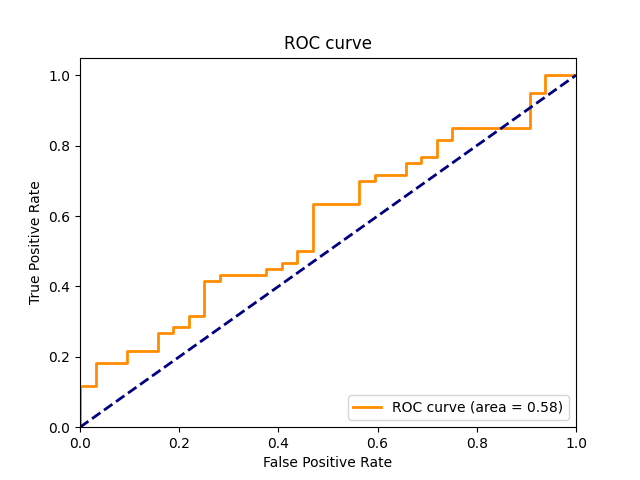 ROC curve
True Positive Rate
1.0
0.8
0.6
0.4
0.2
0.0
0.0 0.2 0.4 0.6 0.8 1.0
False Positive Rate
ROC curve (area = 0.58)